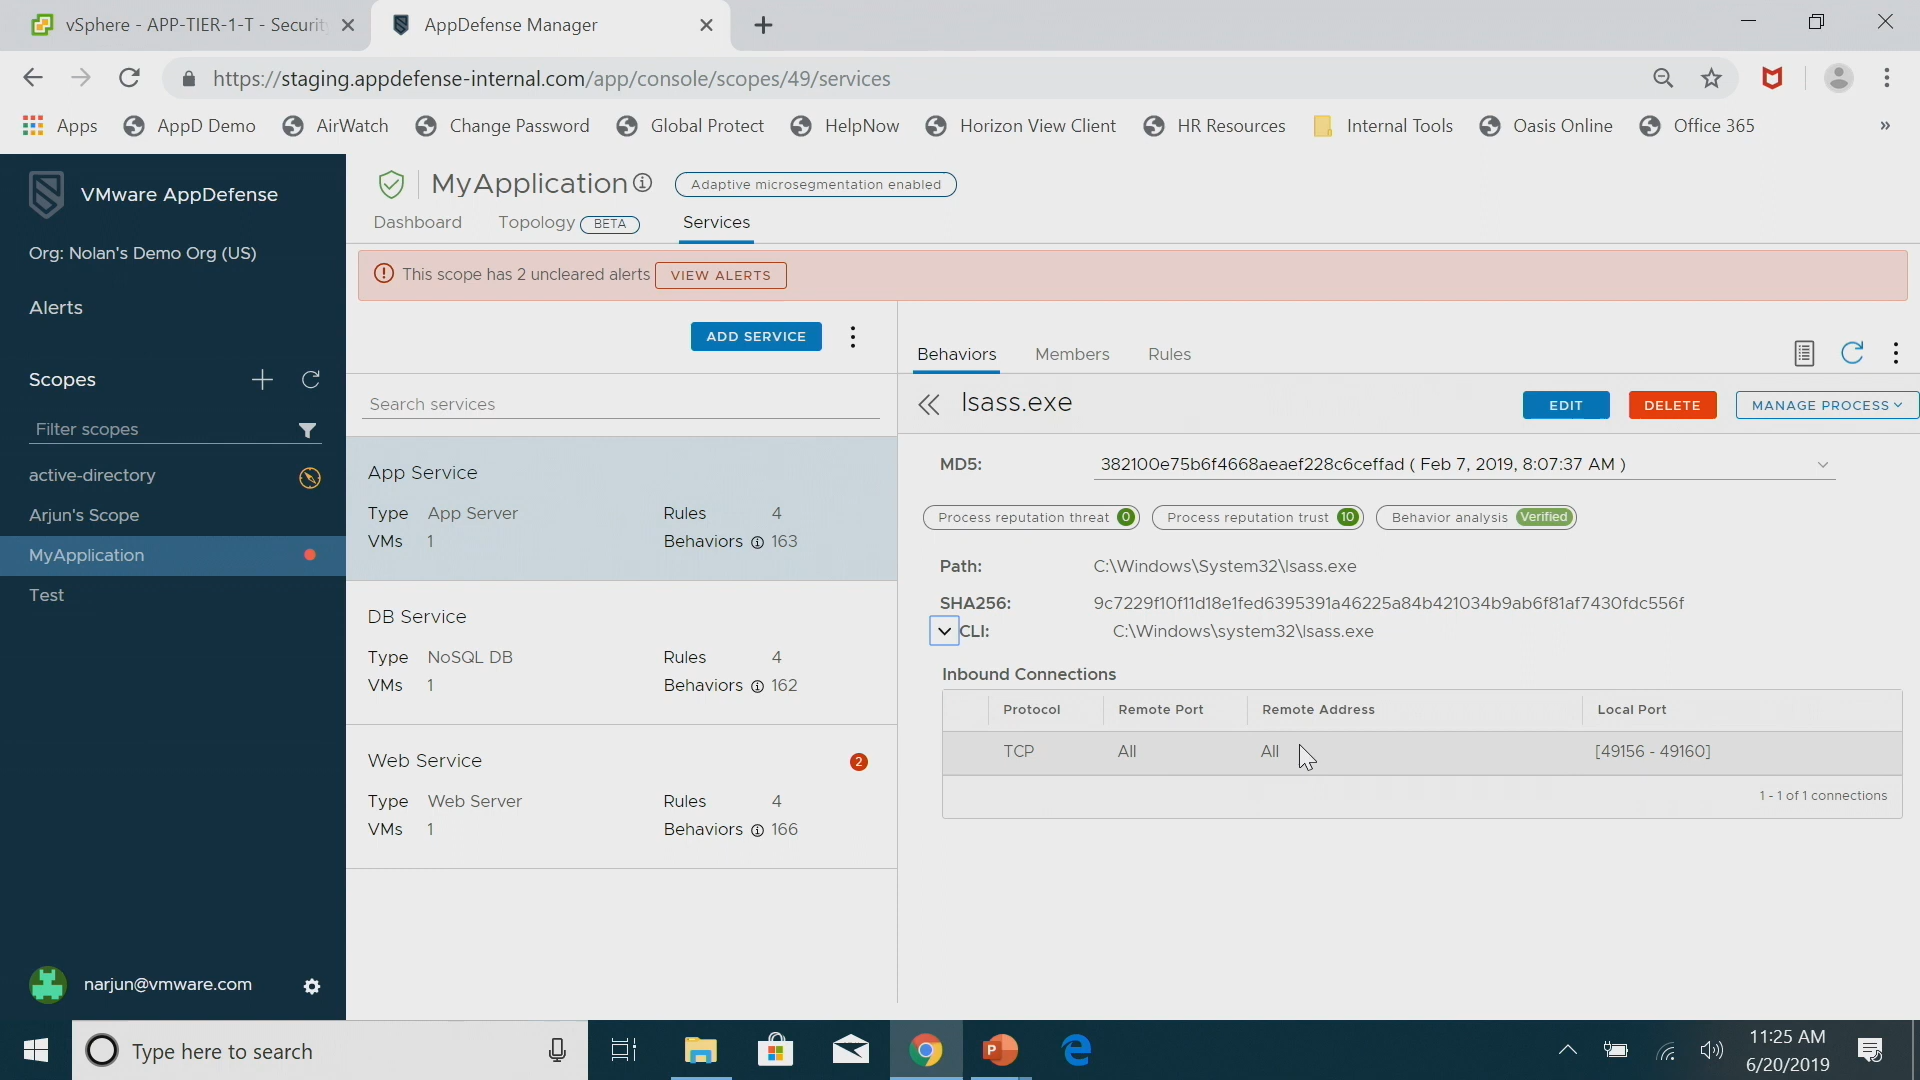 vSphere - APP-TIER-1-T - Securit
AppDefense Manager
https://staging.appdefense-internal.com/app/console/scopes/49/services
Apps
AppD Demo
AirWatch
Change Password
Global Protect
HelpNow
Horizon View Client
HR Resources
Internal Tools
Oasis Online
Office 365
»
VMware AppDefense
Org: Nolan's Demo Org (US)
Alerts
Scopes
Filter scopes
active-directory
Arjun's Scope
MyApplication
Test
narjun@vmware.com
MyApplication
Adaptive microsegmentation enabled
Dashboard
Topology BETA
Services
This scope has 2 uncleared alerts VIEW ALERTS
ADD SERVICE
Search services
App Service
Type App Server Rules 4
VMs 1 Behaviors 163
DB Service
Type NoSQL DB Rules 4
VMs 1 Behaviors 162
Web Service 2
Type Web Server Rules 4
VMs 1 Behaviors 166
Behaviors Members Rules
lsass.exe
EDIT DELETE MANAGE PROCESS
MD5: 382100e75b6f4668aeaef228c6ceffad ( Feb 7, 2019, 8:07:37 AM )
Process reputation threat 0 Process reputation trust 10 Behavior analysis Verified
Path: C:\Windows\System32\lsass.exe
SHA256: 9c7229f10f11d18e1fed6395391a46225a84b421034b9ab6f81af7430fdc556f
CLI: C:\Windows\system32\lsass.exe
Inbound Connections
Protocol Remote Port Remote Address Local Port
TCP All All [49156 - 49160]
1 - 1 of 1 connections
Type here to search
11:25 AM
6/20/2019